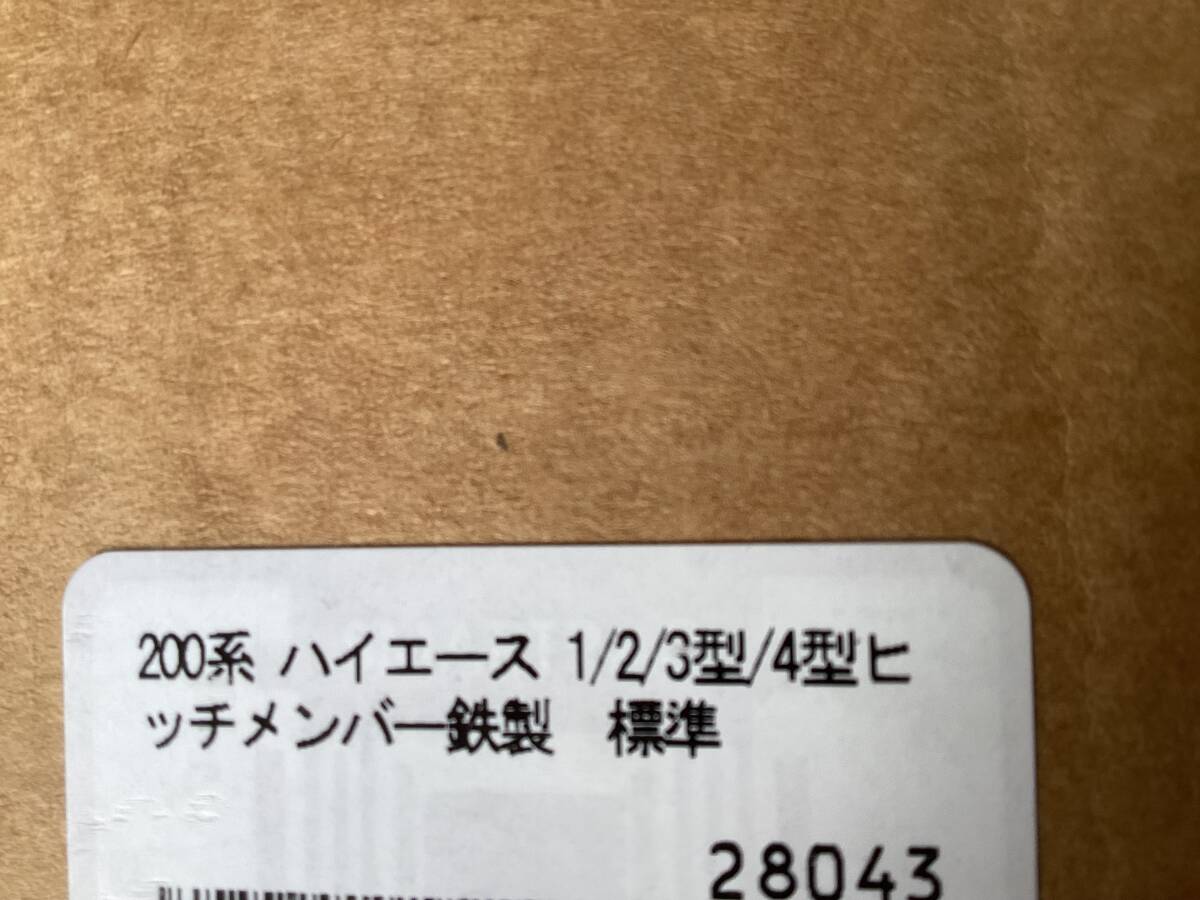 200系 ハイエース 1/2/3型/4型ヒ
ッチメンバー鉄製　標準
28043